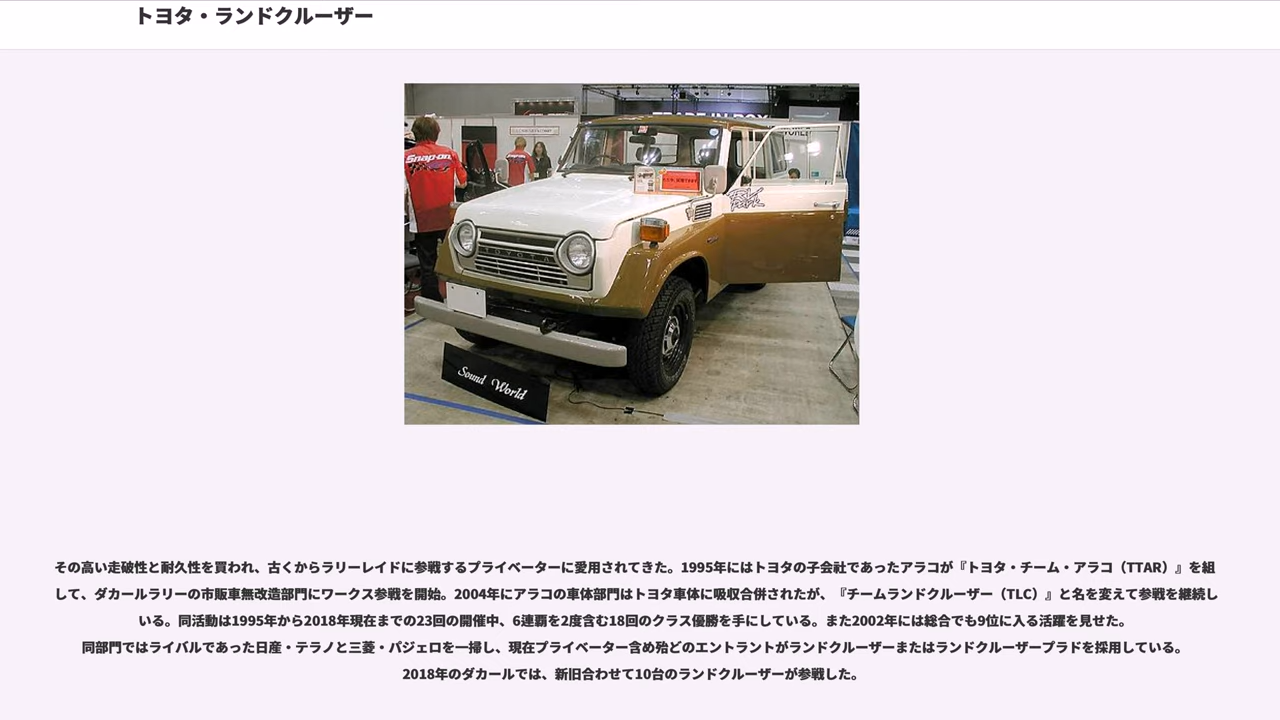 トヨタ・ランドクルーザー
Snap-on
TOYOTA
Sound World
その高い走破性と耐久性を買われ、古くからラリーレイドに参戦するプライベーターに愛用されてきた。1995年にはトヨタの子会社であったアラコが『トヨタ・チーム・アラコ（TTAR）』を組
して、ダカールラリーの市販車無改造部門にワークス参戦を開始。2004年にアラコの車体部門はトヨタ車体に吸収合併されたが、『チームランドクルーザー（TLC）』と名を変えて参戦を継続し
いる。同活動は1995年から2018年現在までの23回の開催中、6連覇を2度含む18回のクラス優勝を手にしている。また2002年には総合でも9位に入る活躍を見せた。
同部門ではライバルであった日産・テラノと三菱・パジェロを一掃し、現在プライベーター含め殆どのエントラントがランドクルーザーまたはランドクルーザープラドを採用している。
2018年のダカールでは、新旧合わせて10台のランドクルーザーが参戦した。